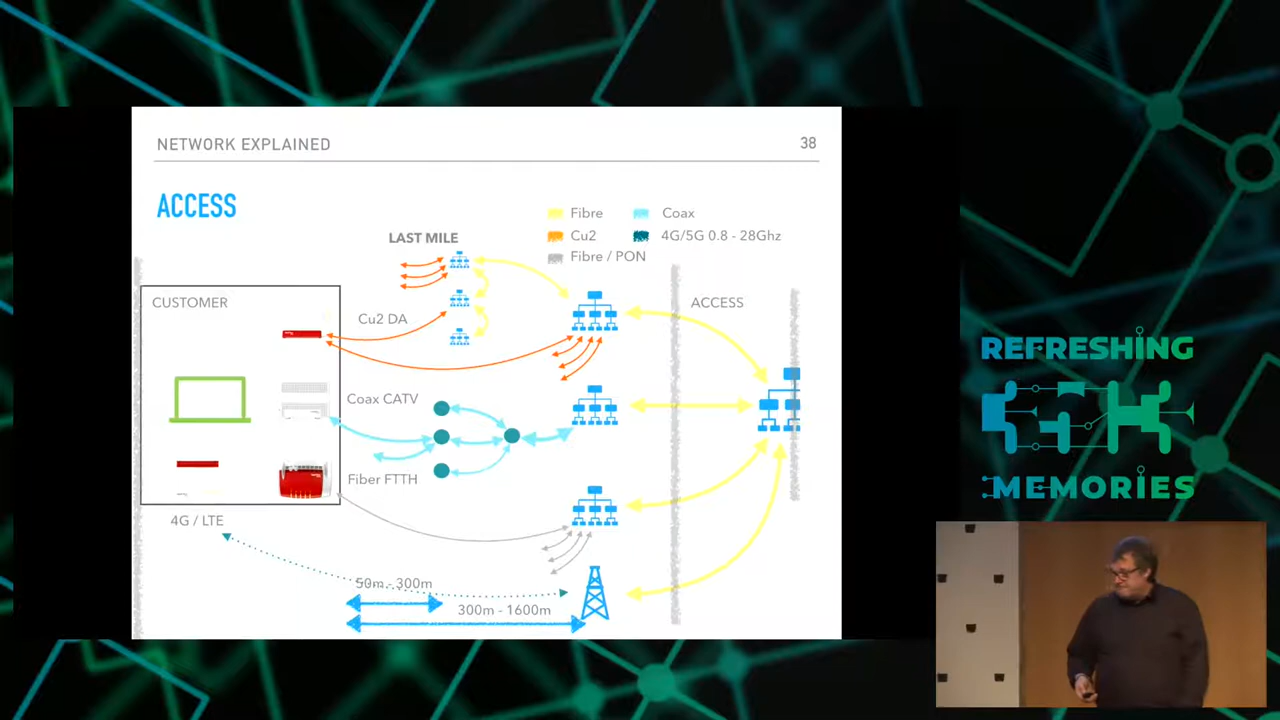 NETWORK EXPLAINED
38
ACCESS
Fibre
Coax
LAST MILE
Cu2
4G/5G 0.8 - 28Ghz
Fibre / PON
CUSTOMER
ACCESS
Cu2 DA
Coax CATV
Fiber FTTH
4G / LTE
50m - 300m
300m - 1600m
REFRESHING
MEMORIES